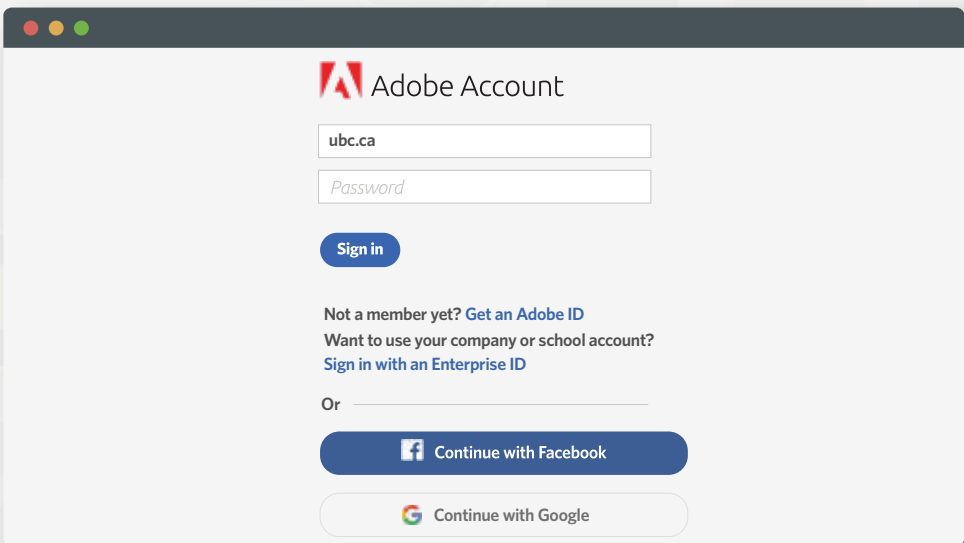 Adobe Account
ubc.ca
Password
Sign in
Not a member yet? Get an Adobe ID
Want to use your company or school account?
Sign in with an Enterprise ID
Or
Continue with Facebook
Continue with Google